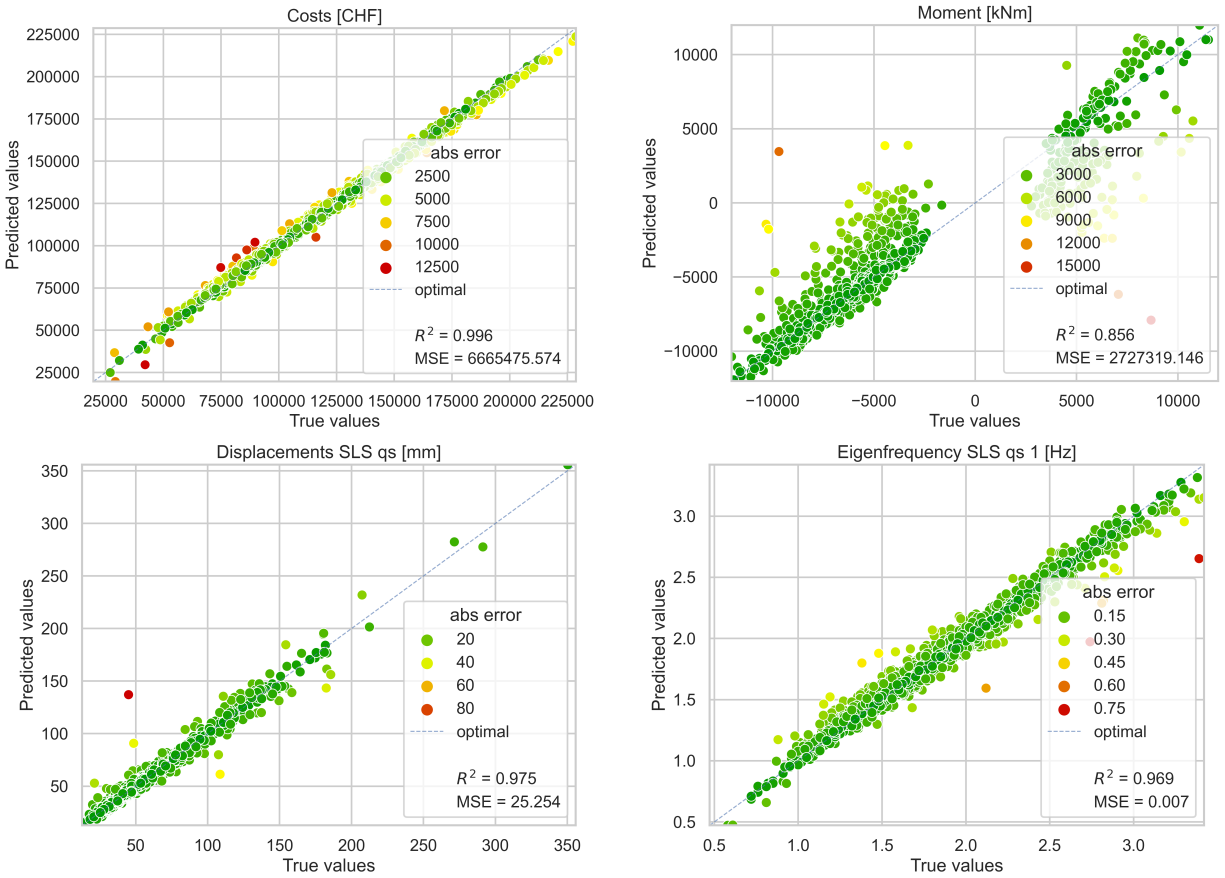 Costs [CHF]
225000
200000
175000
150000
125000
100000
75000
50000
25000
Predicted values
abs error
2500
5000
7500
10000
12500
optimal
R² = 0.996
MSE = 6665475.574
25000 50000 75000 100000 125000 150000 175000 200000 225000
True values
Moment [kNm]
10000
5000
0
−5000
−10000
Predicted values
abs error
3000
6000
9000
12000
15000
optimal
R² = 0.856
MSE = 2727319.146
−10000 −5000 0 5000 10000
True values
Displacements SLS qs [mm]
350
300
250
200
150
100
50
Predicted values
abs error
20
40
60
80
optimal
R² = 0.975
MSE = 25.254
50 100 150 200 250 300 350
True values
Eigenfrequency SLS qs 1 [Hz]
3.0
2.5
2.0
1.5
1.0
0.5
Predicted values
abs error
0.15
0.30
0.45
0.60
0.75
optimal
R² = 0.969
MSE = 0.007
0.5 1.0 1.5 2.0 2.5 3.0
True values